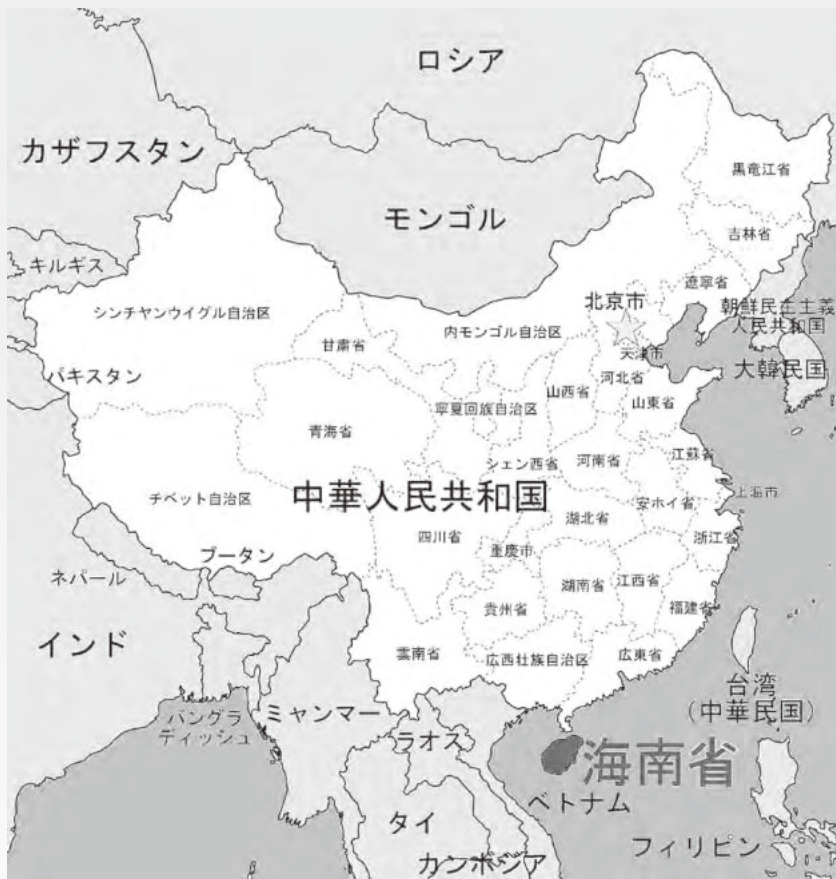 ロシア
カザフスタン
モンゴル
黒竜江省
吉林省
キルギス
遼寧省
北京市
朝鮮民主主義
人民共和国
シンチヤンウイグル自治区
内モンゴル自治区
甘粛省
天津市
大韓民国
パキスタン
河北省
山西省
山東省
寧夏回族自治区
青海省
江蘇省
シェン西省
河南省
チベット自治区
中華人民共和国
安ホイ省
上海市
湖北省
四川省
浙江省
重慶市
ブータン
ネパール
湖南省
江西省
貴州省
福建省
インド
雲南省
広西壮族自治区
広東省
台湾
(中華民国)
バングラ
ディッシュ
ミャンマー
ラオス
海南省
ベトナム
タイ
フィリピン
カンボジア